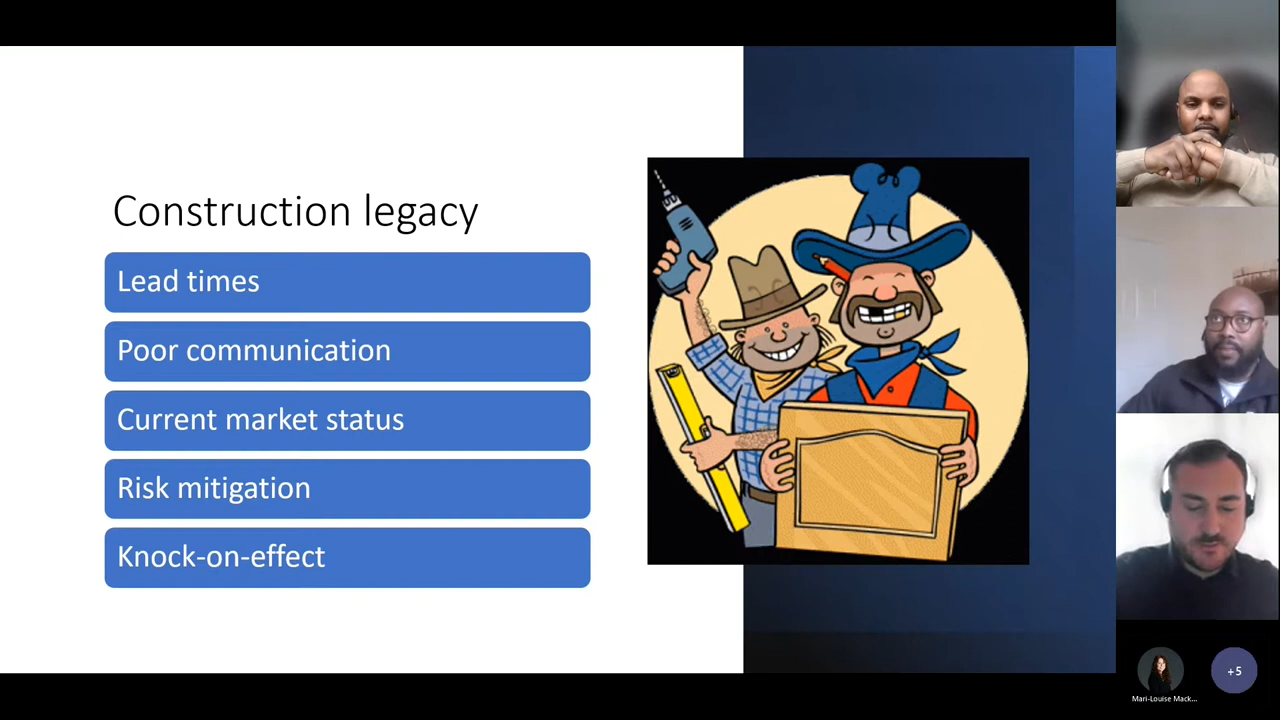 Construction legacy
Lead times
Poor communication
Current market status
Risk mitigation
Knock-on-effect
Mari-Louise Mack...
+5